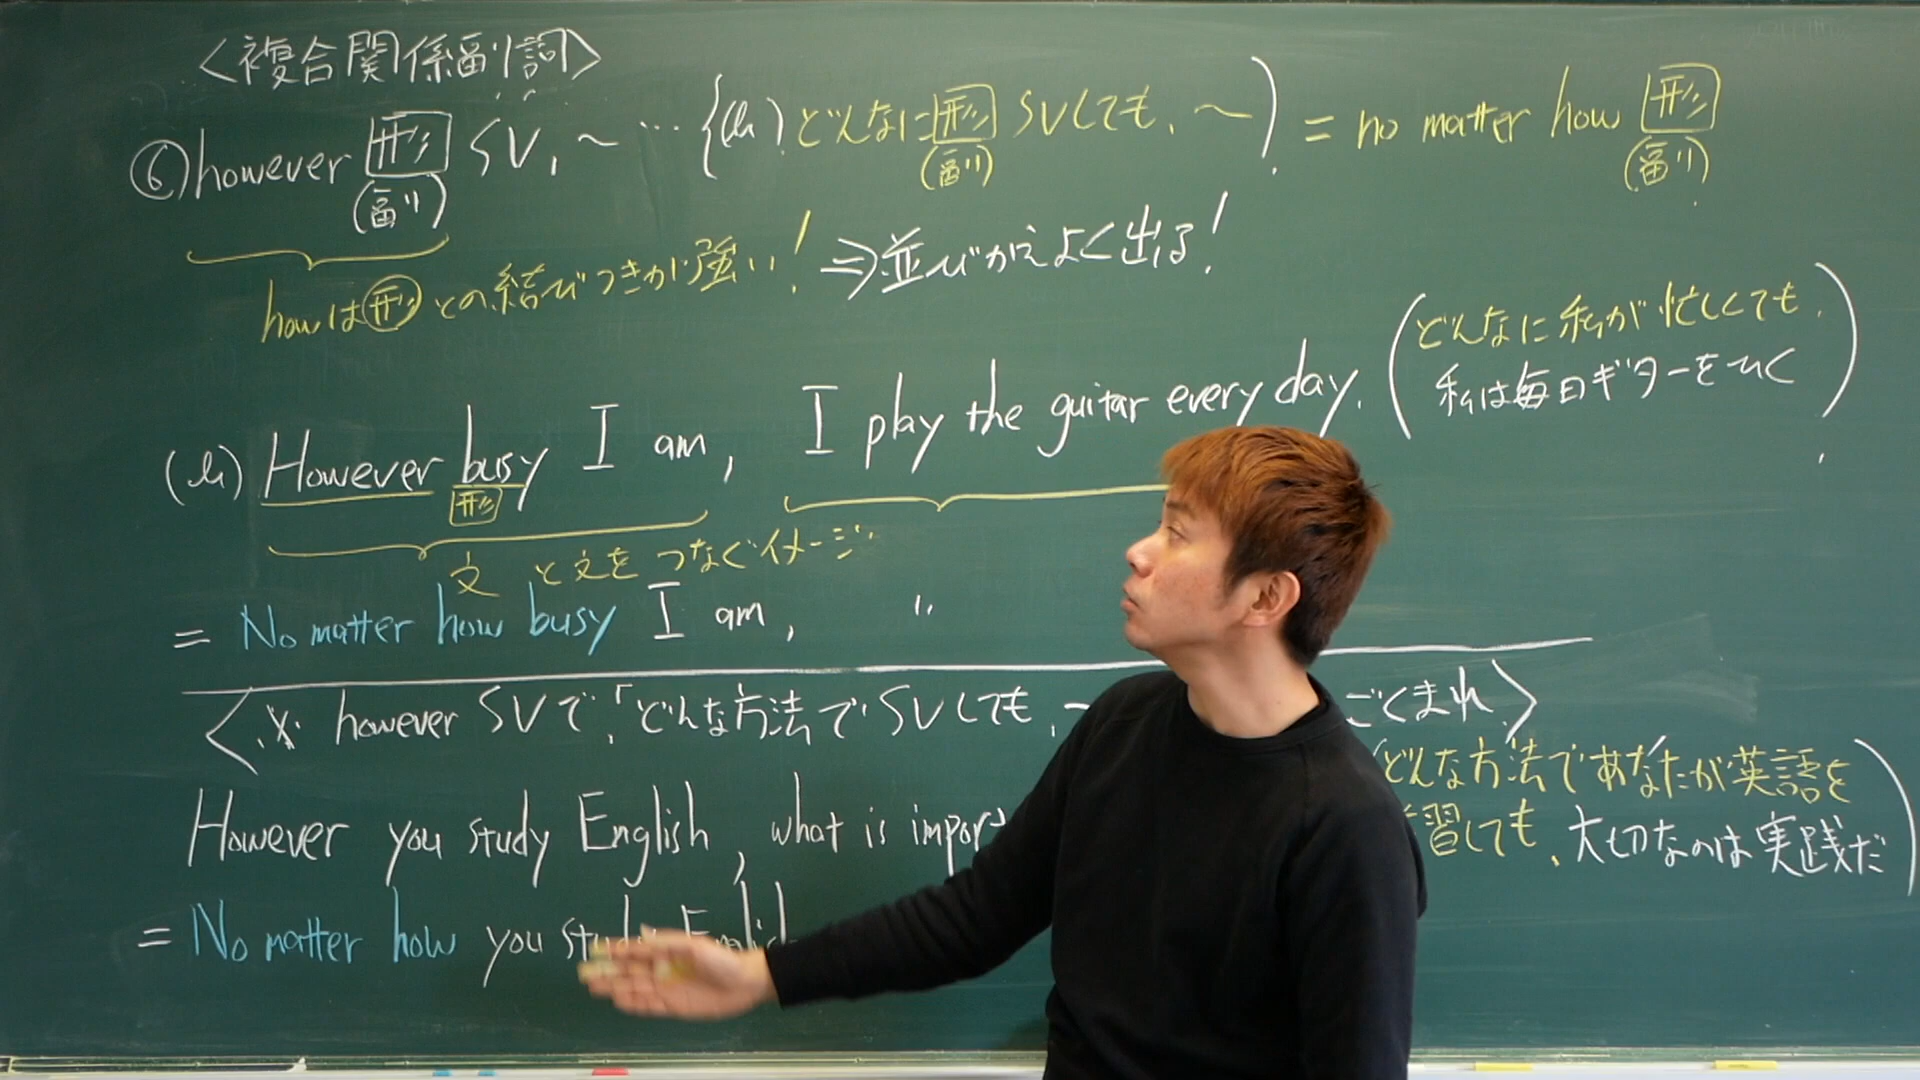 〈複合関係副詞〉
⑥however 形 SV, 〜 … {(訳)どんなに形SVしても、〜} = no matter how 形
(副) (副) (副)
howは形との結びつきが強い! ⇒並びかえよく出る!
However busy I am, I play the guitar every day. (どんなに私が忙しくても、
私は毎日ギターをひく)
形
文と文をつなぐイメージ
= No matter how busy I am, 〃
〈※ however SVで、「どんな方法でSVしても、 ごくまれ〉
However you study English, what is impor
(どんな方法であなたが英語を
習しても、大切なのは実践だ)
= No matter how you study